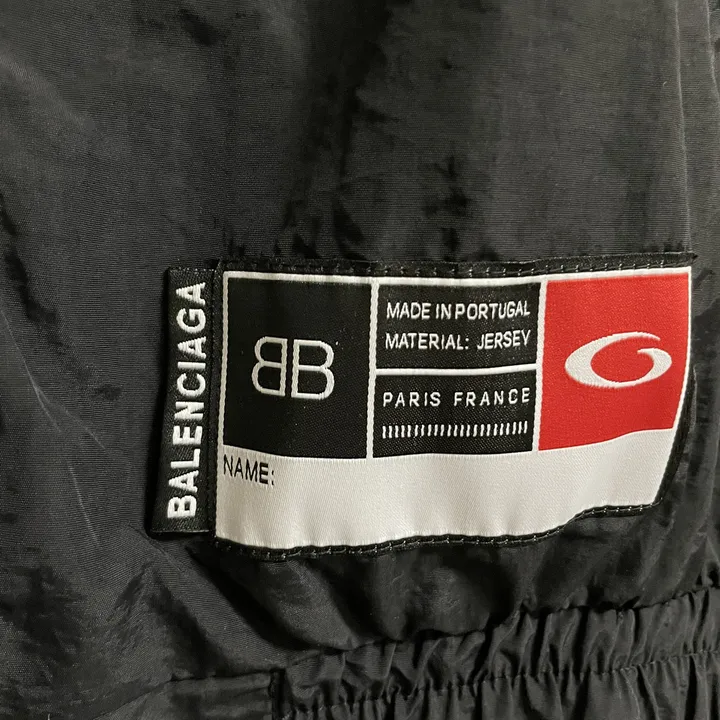 BALENCIAGA
BB
MADE IN PORTUGAL
MATERIAL: JERSEY
PARIS FRANCE
NAME: